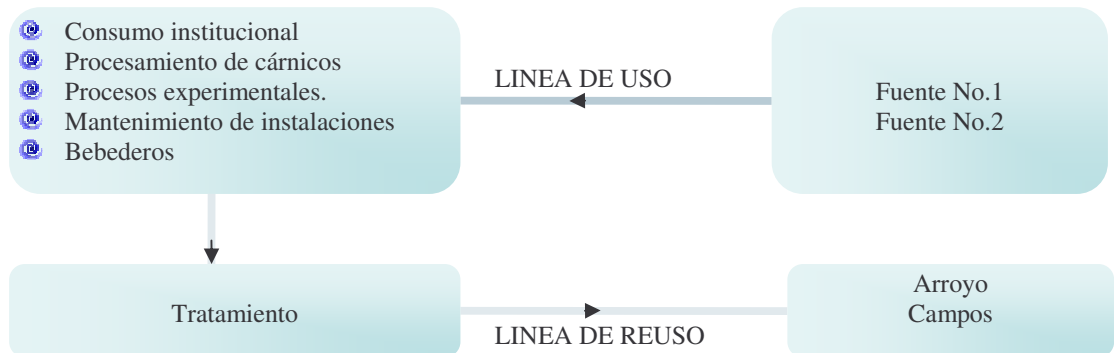 Consumo institucional
Procesamiento de cárnicos
Procesos experimentales.
Mantenimiento de instalaciones
Bebederos
LINEA DE USO
Fuente No.1
Fuente No.2
Tratamiento
LINEA DE REUSO
Arroyo
Campos